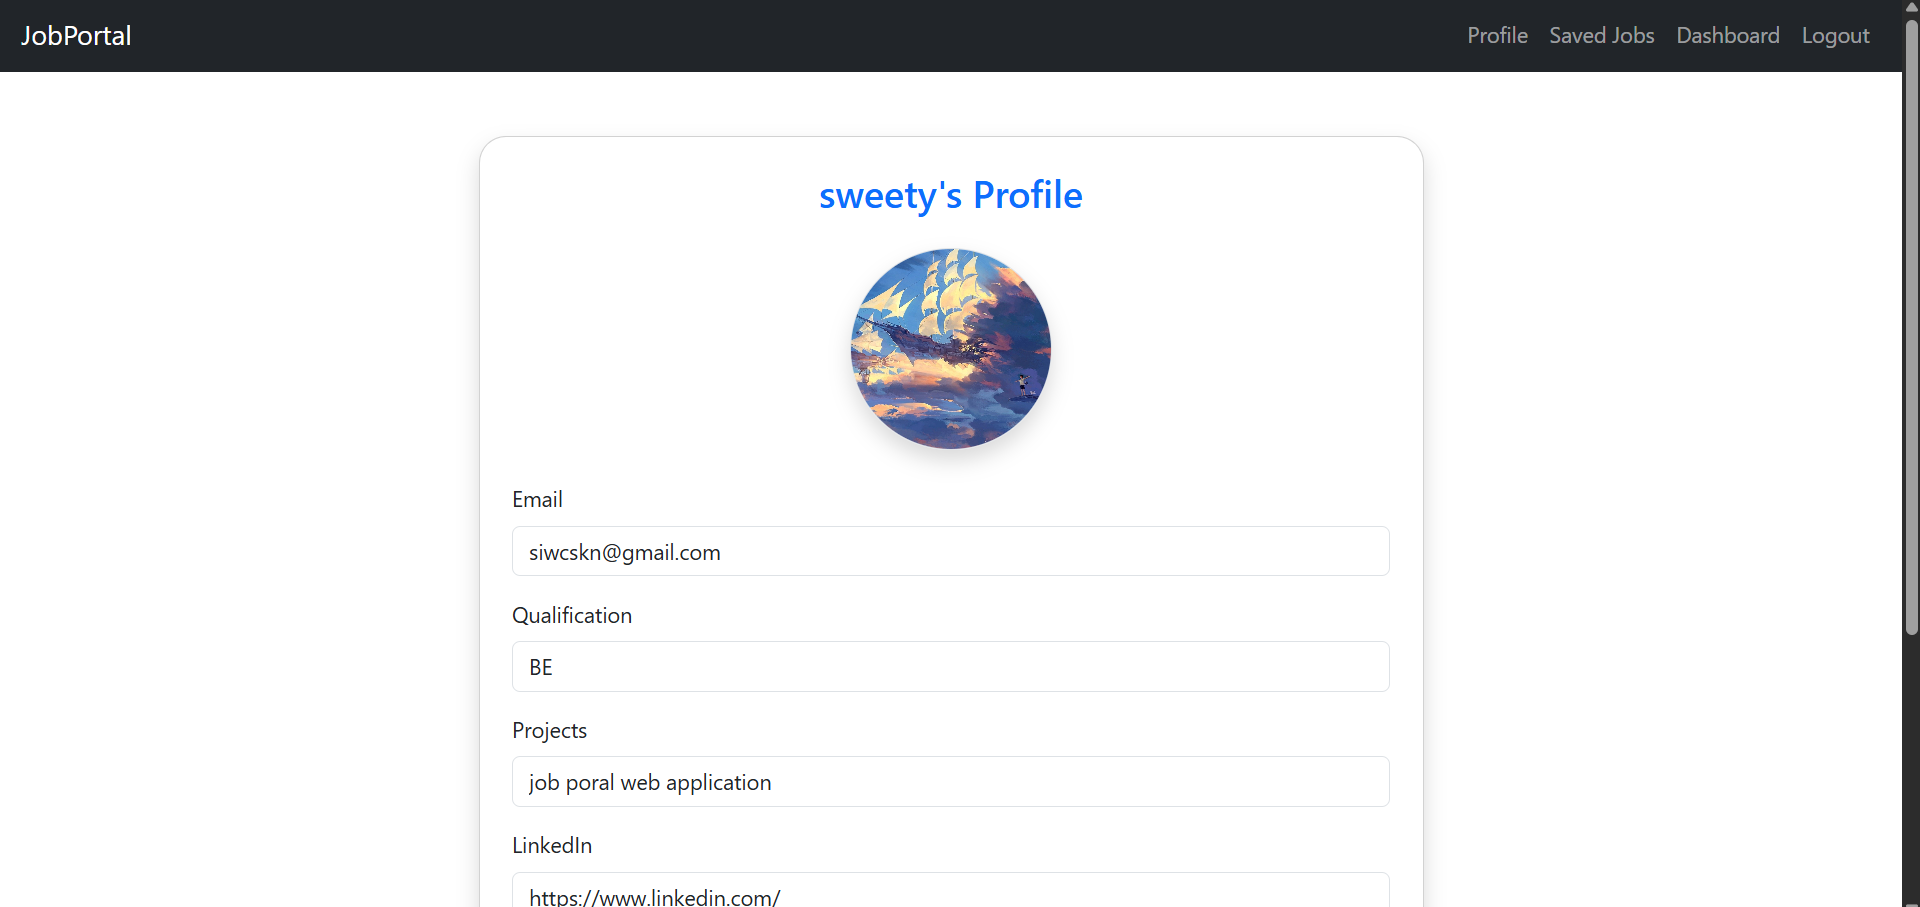 JobPortal
Profile Saved Jobs Dashboard Logout
sweety's Profile
Email
siwcskn@gmail.com
Qualification
BE
Projects
job poral web application
LinkedIn
https://www.linkedin.com/